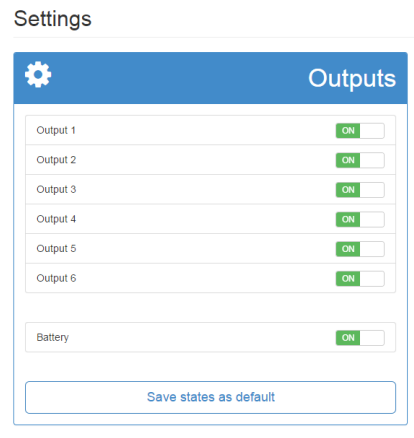 Settings
Outputs
Output 1 ON
Output 2 ON
Output 3 ON
Output 4 ON
Output 5 ON
Output 6 ON
Battery ON
Save states as default